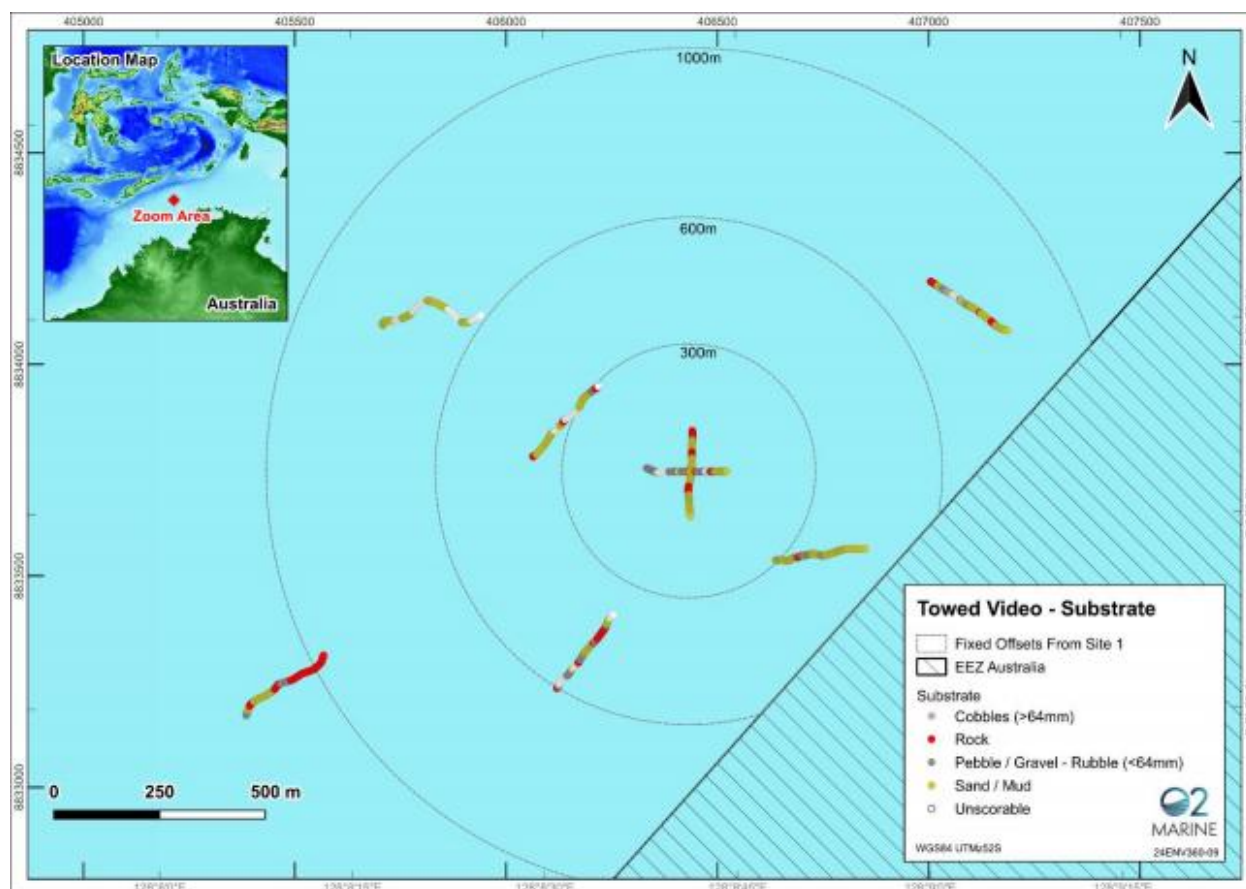 405000 405500 406000 406500 407000 407500
Location Map
Zoom Area
Australia
N
1000m
600m
300m
8834500
8834000
8833500
8833000
0 250 500 m
Towed Video - Substrate
Fixed Offsets From Site 1
EEZ Australia
Substrate
Cobbles (>64mm)
Rock
Pebble / Gravel - Rubble (<64mm)
Sand / Mud
Unscorable
O2
MARINE
WGS84 UTMz52S
24ENV360-09